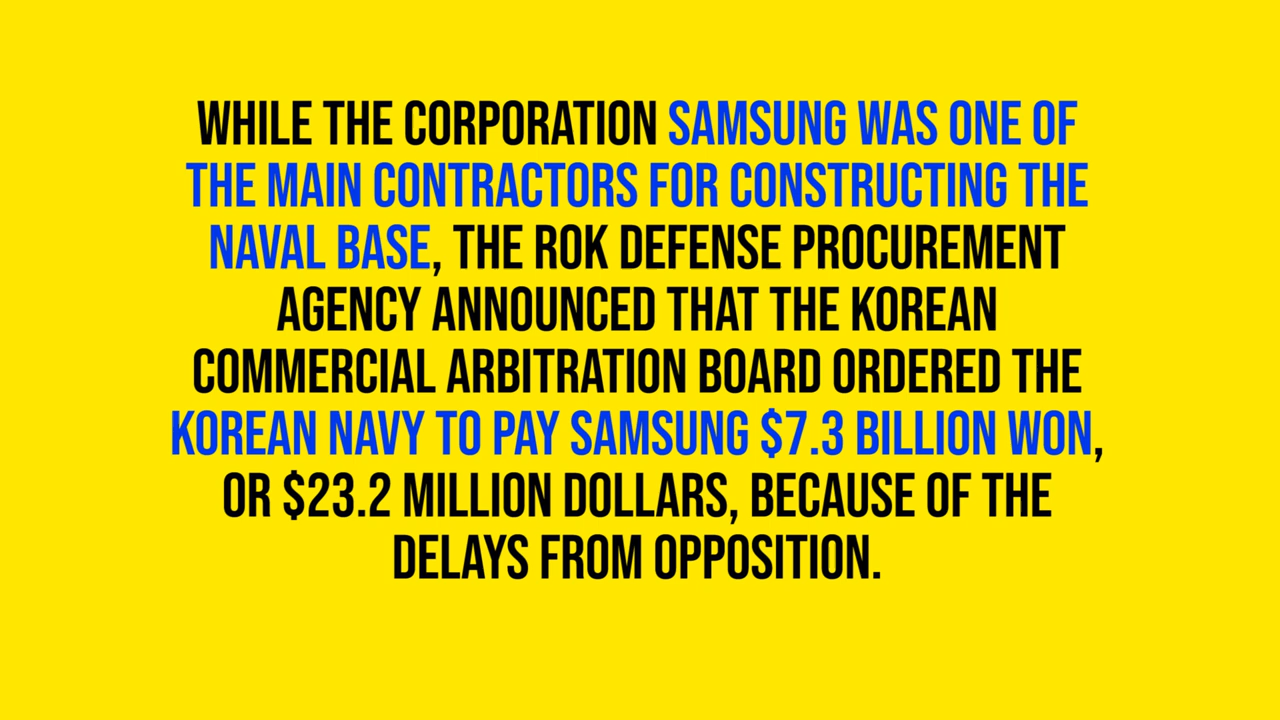 WHILE THE CORPORATION SAMSUNG WAS ONE OF
THE MAIN CONTRACTORS FOR CONSTRUCTING THE
NAVAL BASE, THE ROK DEFENSE PROCUREMENT
AGENCY ANNOUNCED THAT THE KOREAN
COMMERCIAL ARBITRATION BOARD ORDERED THE
KOREAN NAVY TO PAY SAMSUNG $7.3 BILLION WON,
OR $23.2 MILLION DOLLARS, BECAUSE OF THE
DELAYS FROM OPPOSITION.